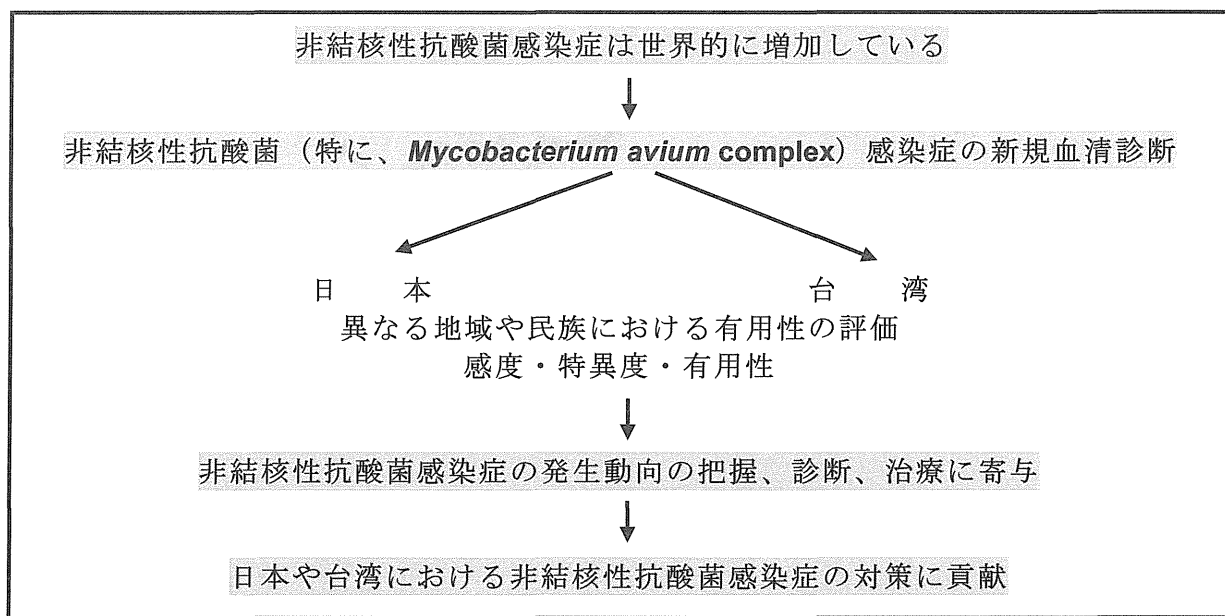 非結核性抗酸菌感染症は世界的に増加している
非結核性抗酸菌（特に、Mycobacterium avium complex）感染症の新規血清診断
日　本　台　湾
異なる地域や民族における有用性の評価
感度・特異度・有用性
非結核性抗酸菌感染症の発生動向の把握、診断、治療に寄与
日本や台湾における非結核性抗酸菌感染症の対策に貢献